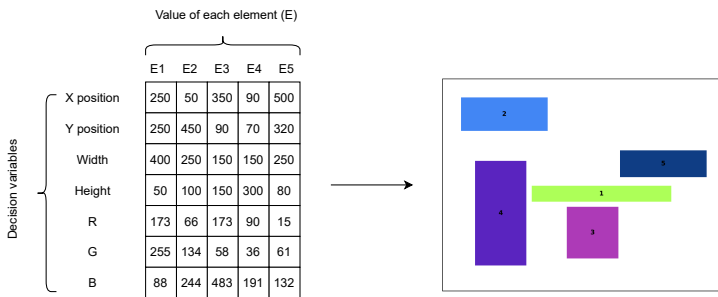 Value of each element (E)
E1 E2 E3 E4 E5
Decision variables
X position 250 50 350 90 500
Y position 250 450 90 70 320
Width 400 250 150 150 250
Height 50 100 150 300 80
R 173 66 173 90 15
G 255 134 58 36 61
B 88 244 483 191 132
2
5
1
4
3